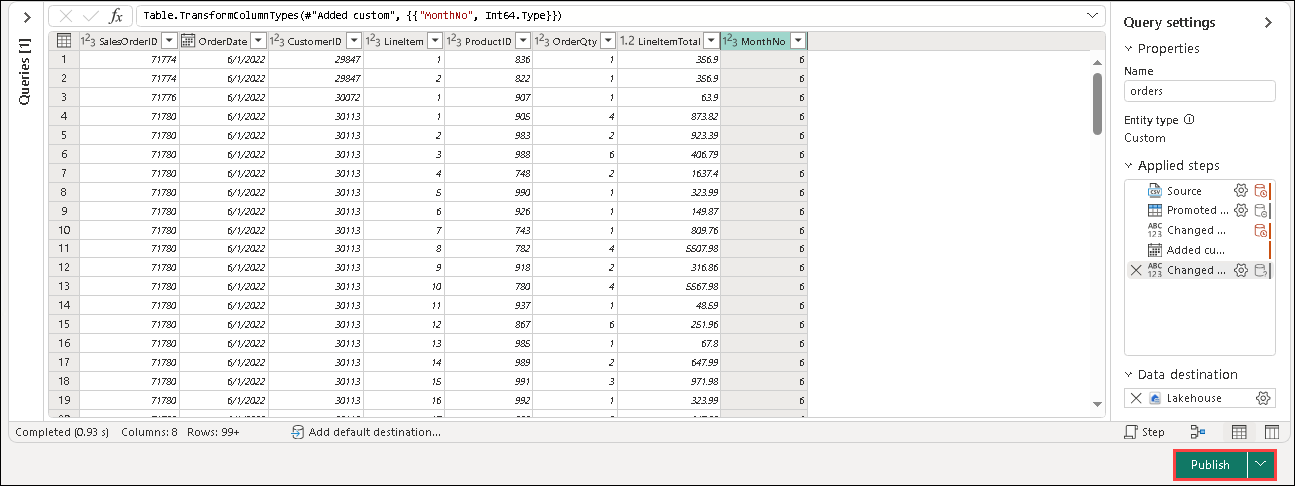 Table.TransformColumnTypes(#"Added custom", {{"MonthNo", Int64.Type}})
Queries [1]
SalesOrderID OrderDate CustomerID LineItem ProductID OrderQty LineItemTotal MonthNo
1 71774 6/1/2022 29847 1 836 1 356.9 6
2 71774 6/1/2022 29847 2 822 1 356.9 6
3 71776 6/1/2022 30072 1 907 1 63.9 6
4 71780 6/1/2022 30113 1 905 4 873.82 6
5 71780 6/1/2022 30113 2 983 2 923.39 6
6 71780 6/1/2022 30113 3 988 6 406.79 6
7 71780 6/1/2022 30113 4 748 2 1637.4 6
8 71780 6/1/2022 30113 5 990 1 323.99 6
9 71780 6/1/2022 30113 6 926 1 149.87 6
10 71780 6/1/2022 30113 7 743 1 809.76 6
11 71780 6/1/2022 30113 8 782 4 5507.98 6
12 71780 6/1/2022 30113 9 918 2 316.86 6
13 71780 6/1/2022 30113 10 780 4 5567.98 6
14 71780 6/1/2022 30113 11 937 1 48.59 6
15 71780 6/1/2022 30113 12 867 6 251.96 6
16 71780 6/1/2022 30113 13 985 1 67.8 6
17 71780 6/1/2022 30113 14 989 2 647.99 6
18 71780 6/1/2022 30113 15 991 3 971.98 6
19 71780 6/1/2022 30113 16 992 1 323.99 6
Query settings
Properties
Name
orders
Entity type
Custom
Applied steps
Source
Promoted ...
Changed ...
Added cu...
Changed ...
Data destination
Lakehouse
Completed (0.93 s) Columns: 8 Rows: 99+ Add default destination... Step
Publish